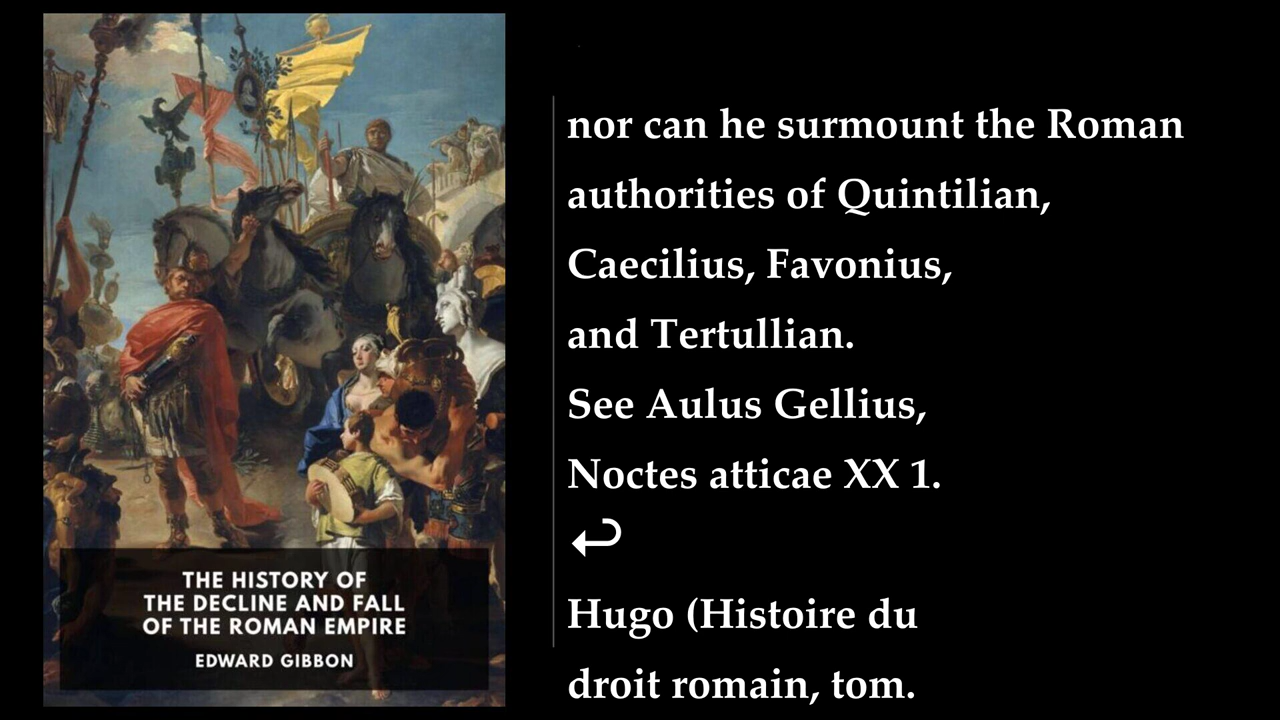 THE HISTORY OF
THE DECLINE AND FALL
OF THE ROMAN EMPIRE
EDWARD GIBBON
nor can he surmount the Roman
authorities of Quintilian,
Caecilius, Favonius,
and Tertullian.
See Aulus Gellius,
Noctes atticae XX 1.
↩
Hugo (Histoire du
droit romain, tom.